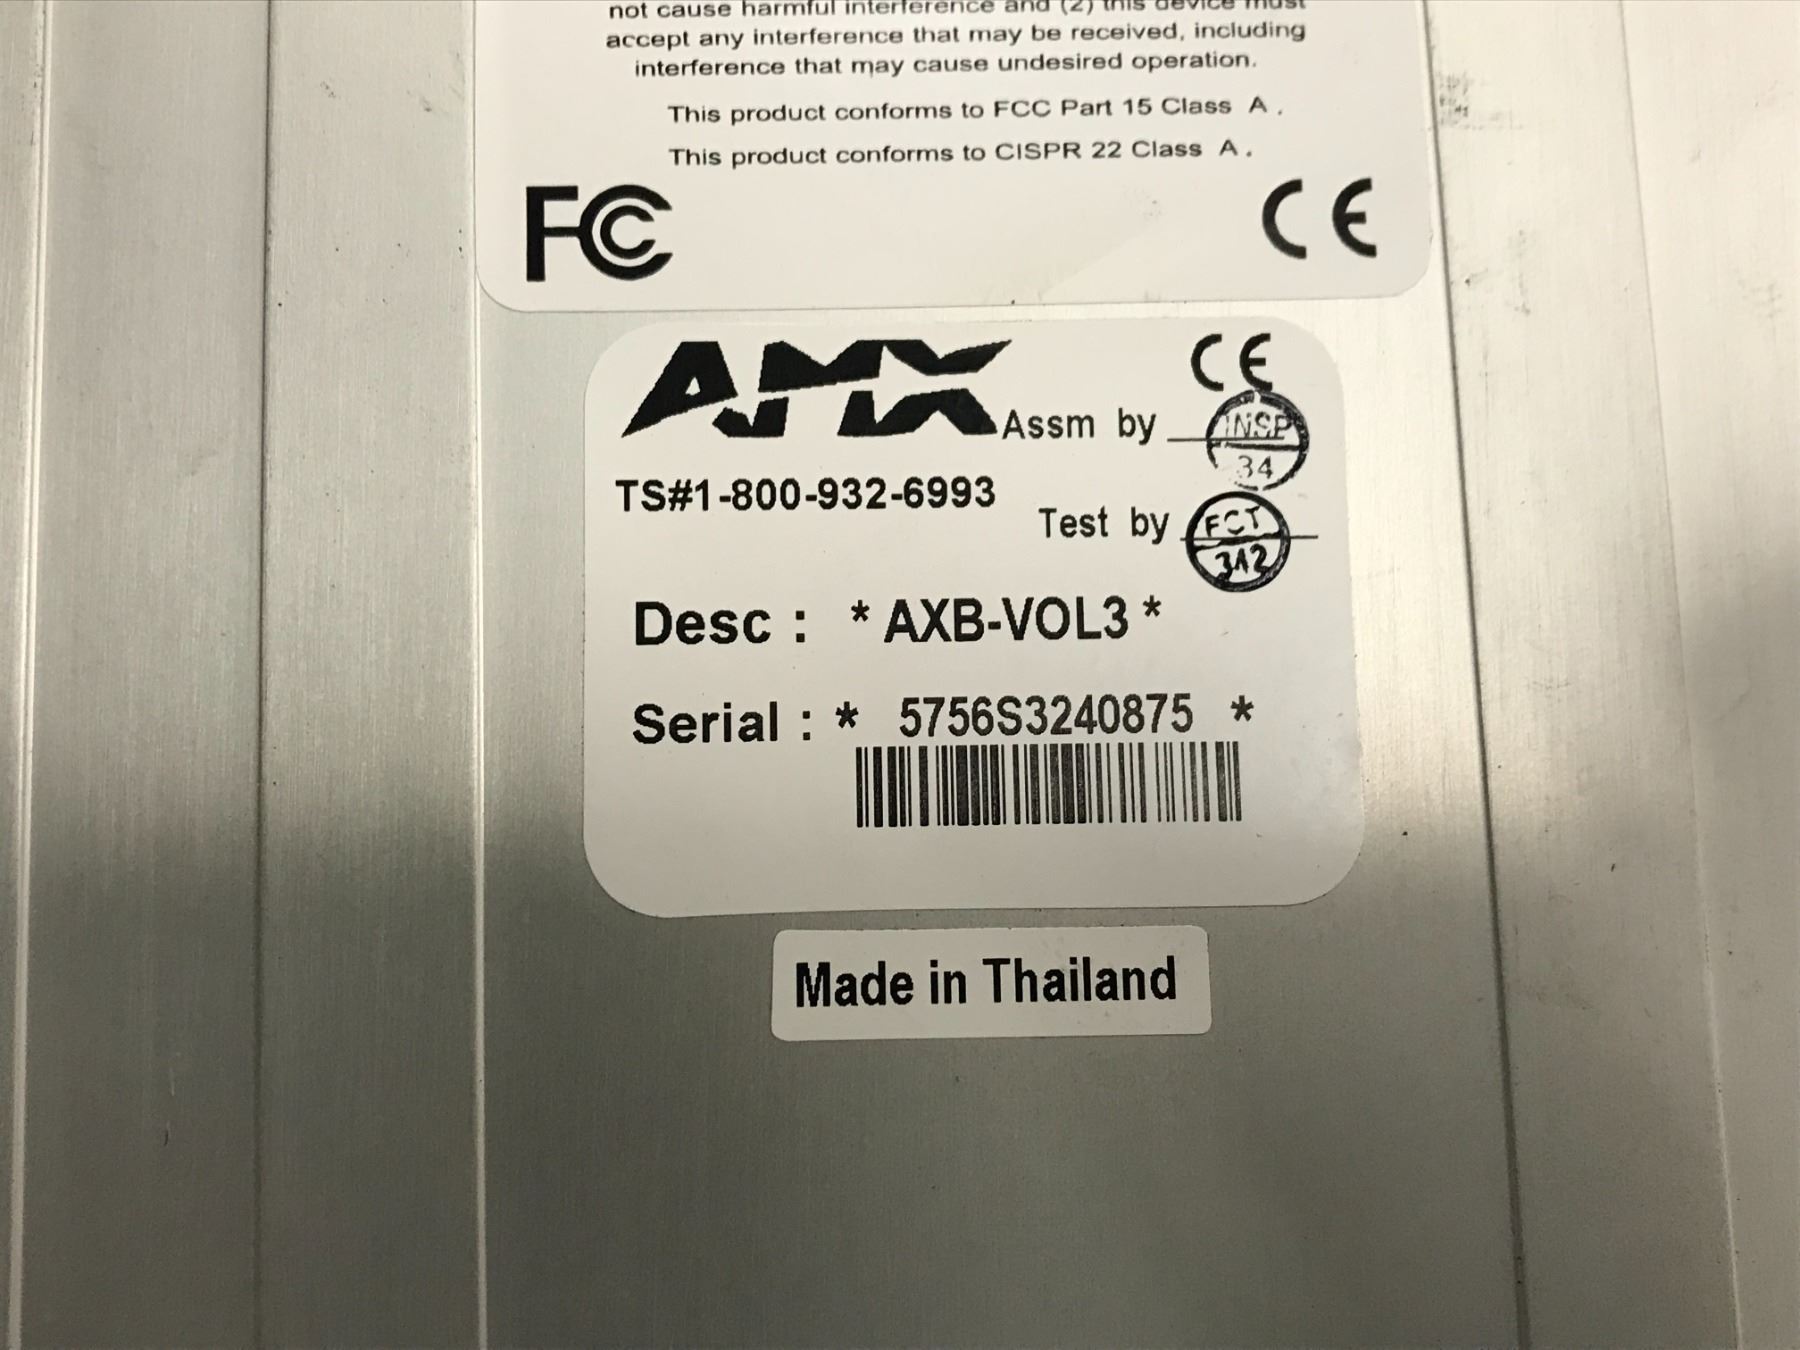 not cause harmful interference and (2) this device must
accept any interference that may be received, including
interference that may cause undesired operation.
This product conforms to FCC Part 15 Class A .
This product conforms to CISPR 22 Class A .
FC CE
AMX CE
Assm by INSP
34
TS#1-800-932-6993
Test by FCT
312
Desc : * AXB-VOL3 *
Serial : * 5756S3240875 *
Made in Thailand